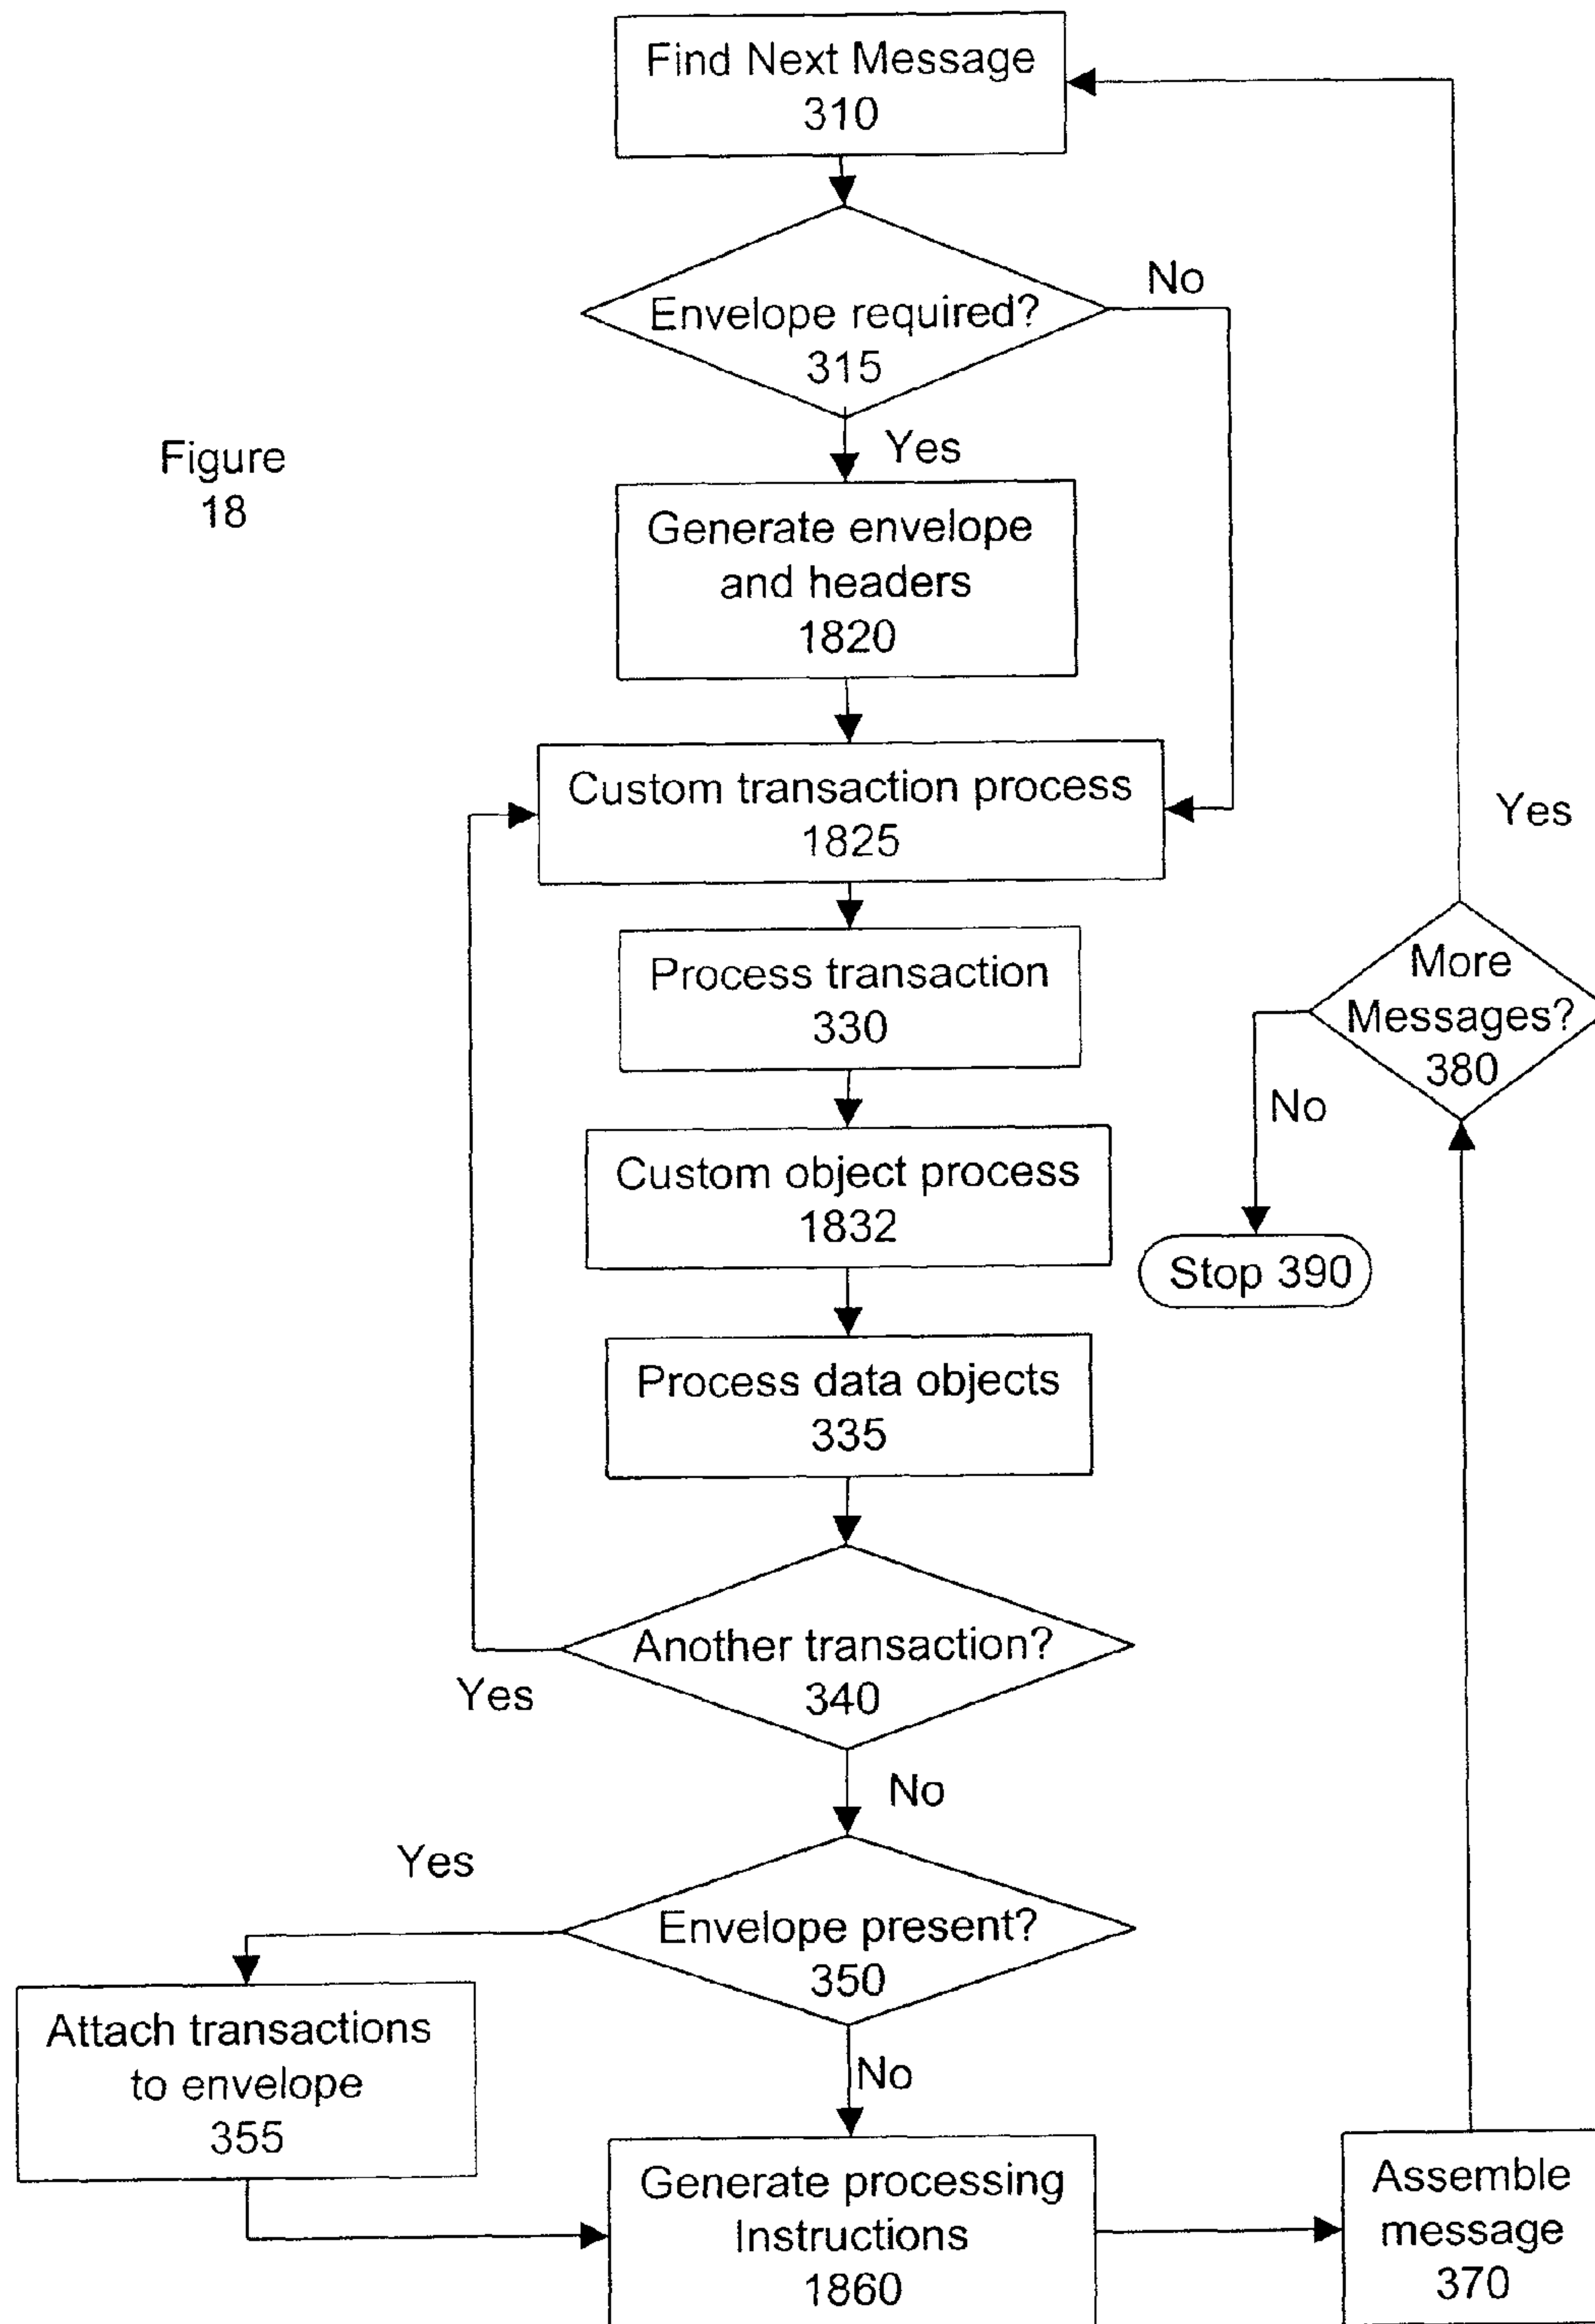 Find Next Message
310
Envelope required?
315
No
Yes
Figure
18
Generate envelope
and headers
1820
Custom transaction process
1825
Yes
Process transaction
330
More
Messages?
380
No
Custom object process
1832
Stop 390
Process data objects
335
Another transaction?
340
Yes
No
Yes
Envelope present?
350
Attach transactions
to envelope
355
No
Generate processing
Instructions
1860
Assemble
message
370